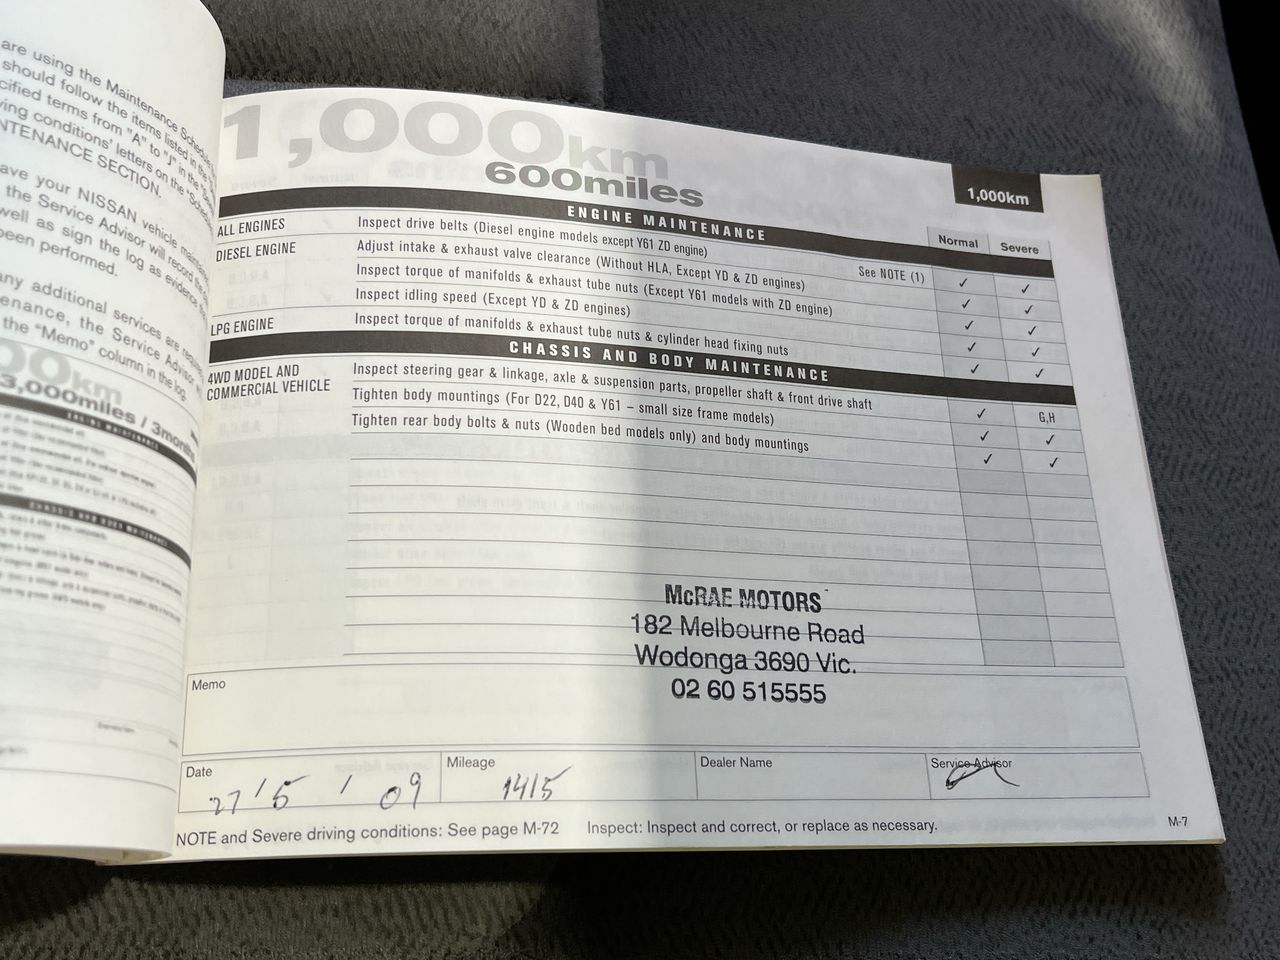 are using the Maintenance Schedule
should follow the items listed in the
cified terms from "A" to "J" in the
ving conditions' letters on the
NTENANCE SECTION.
ave your NISSAN vehicle
the Service Advisor will record the
well as sign the log as evidence
been performed.
any additional services are
enance, the Service Advisor
the "Memo" column in the log.
00km
3,000miles / 3months
1,000km
600miles
1,000km
ENGINE MAINTENANCE
Normal Severe
ALL ENGINES Inspect drive belts (Diesel engine models except Y61 ZD engine) See NOTE (1) ✓ ✓
DIESEL ENGINE Adjust intake & exhaust valve clearance (Without HLA, Except YD & ZD engines) ✓ ✓
Inspect torque of manifolds & exhaust tube nuts (Except Y61 models with ZD engine) ✓ ✓
Inspect idling speed (Except YD & ZD engines) ✓ ✓
LPG ENGINE Inspect torque of manifolds & exhaust tube nuts & cylinder head fixing nuts ✓ ✓
CHASSIS AND BODY MAINTENANCE
4WD MODEL AND Inspect steering gear & linkage, axle & suspension parts, propeller shaft & front drive shaft ✓ G,H
COMMERCIAL VEHICLE Tighten body mountings (For D22, D40 & Y61 – small size frame models) ✓ ✓
Tighten rear body bolts & nuts (Wooden bed models only) and body mountings ✓ ✓
McRAE MOTORS
182 Melbourne Road
Wodonga 3690 Vic.
02 60 515555
Memo
Date Mileage Dealer Name Service Advisor
27 / 5 / 09 1415
NOTE and Severe driving conditions: See page M-72 Inspect: Inspect and correct, or replace as necessary.
M-7